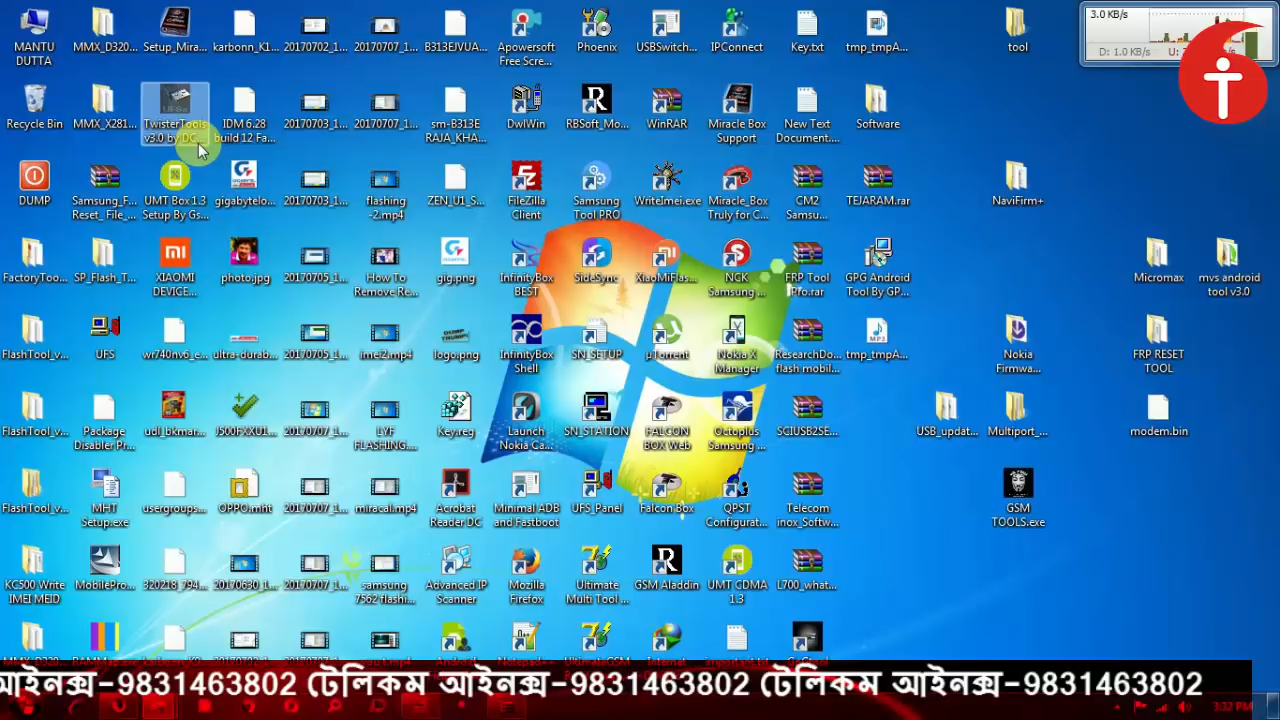 MANTU DUTTA
MMX_D320...
Setup_Mira...
karbonn_K1...
20170702_1...
20170707_1...
B313EJVUA...
Apowersoft Free Scre...
Phoenix
USBSwitch...
IPConnect
Key.txt
tmp_tmpA...
tool
3.0 KB/s
D: 1.0 KB/s
Recycle Bin
MMX_X281...
TwisterTools v3.0 by DC...
IDM 6.28 build 12 Fa...
20170703_1...
20170707_1...
sm-B313E RAJA_KHA...
DwlWin
RBSoft_Mo...
WinRAR
Miracle Box Support
New Text Document....
Software
DUMP
Samsung_F... Reset_ File_...
UMT Box 1.3 Setup By Gs...
gigabytelo...
20170703_1...
flashing -2.mp4
ZEN_U1_S...
FileZilla Client
Samsung Tool PRO
WriteImei.exe
Miracle_Box Truly for C...
CM2 Samsu...
TEJARAM.rar
NaviFirm+
FactoryToo...
SP_Flash_T...
XIAOMI DEVICE...
photo.jpg
20170705_1...
How To Remove Re...
gig.png
InfinityBox BEST
SideSync
XiaoMiFlas...
NCK Samsung ...
FRP Tool Pro.rar
GPG Android Tool By GP...
Micromax
mvs android tool v3.0
FlashTool_v...
UFS
wr740nv6_e...
ultra-durab...
20170705_1...
imei2.mp4
logo.png
InfinityBox Shell
SN_SETUP
µTorrent
Nokia X Manager
ResearchDo... flash mobil...
tmp_tmpA...
Nokia Firmwa...
FRP RESET TOOL
FlashTool_v...
Package Disabler Pr...
udl_bkmar...
J500FXXU1...
20170707_1...
LYF FLASHING....
Key.reg
Launch Nokia Ca...
SN_STATION
FALCON BOX Web
Octoplus Samsung ...
SCIUSB2SE...
USB_updat...
Multiport_...
modem.bin
FlashTool_v...
MHT Setup.exe
usergroups...
OPPO.mht
20170707_1...
miracal.mp4
Acrobat Reader DC
Minimal ADB and Fastboot
UFS_Panel
Falcon Box
QPST Configurat...
Telecom inox_Softw...
GSM TOOLS.exe
KC500 Write IMEI MEID
MobilePro...
320218_794...
20170630_1...
20170707_1...
samsung 7562 flashi...
Advanced IP Scanner
Mozilla Firefox
Ultimate Multi Tool ...
GSM Aladdin
UMT CDMA 1.3
L700_what...
আইনক্স-9831463802 টেলিকম আইনক্স-9831463802 টেলিকম আইনক্স-9831463802
3:32 PM